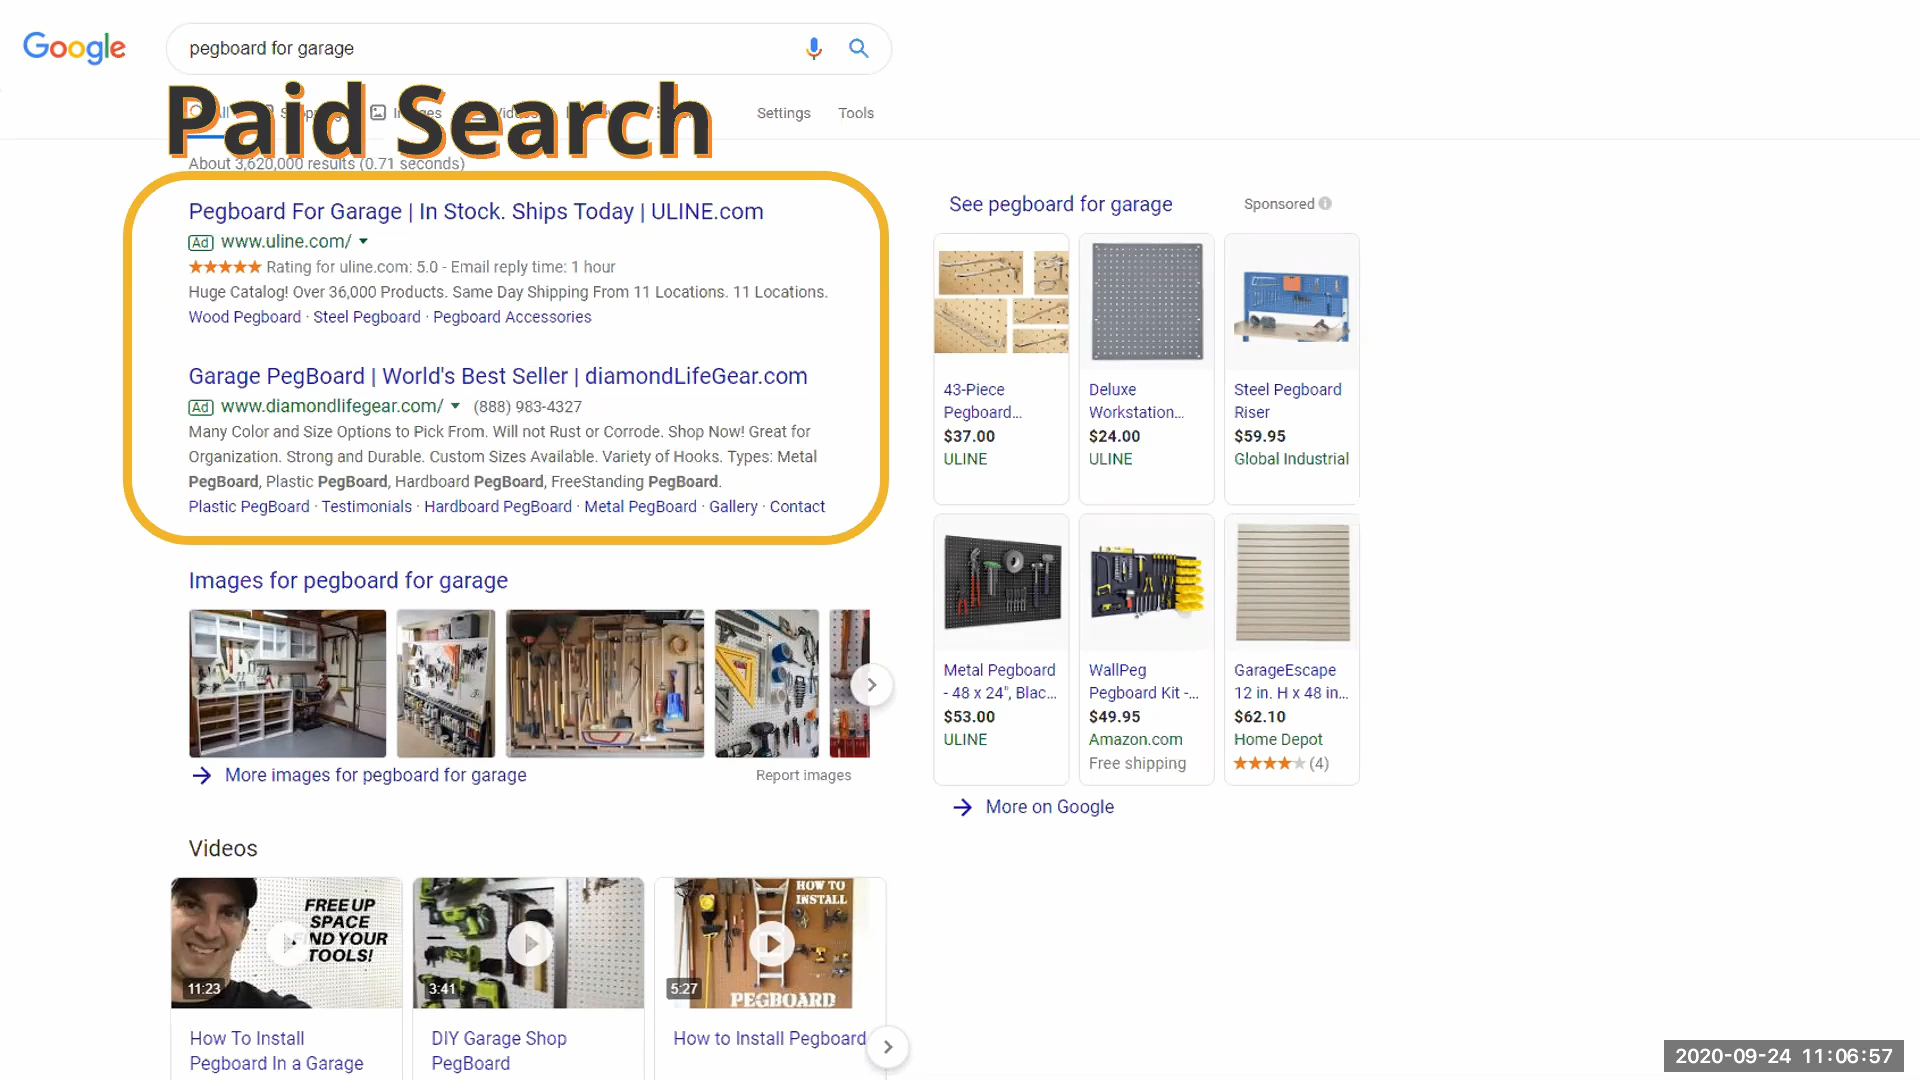 Google
pegboard for garage
Paid Search
Settings
Tools
About 3,620,000 results (0.71 seconds)
Pegboard For Garage | In Stock. Ships Today | ULINE.com
Ad www.uline.com/
Rating for uline.com: 5.0 - Email reply time: 1 hour
Huge Catalog! Over 36,000 Products. Same Day Shipping From 11 Locations. 11 Locations.
Wood Pegboard · Steel Pegboard · Pegboard Accessories
Garage PegBoard | World's Best Seller | diamondLifeGear.com
Ad www.diamondlifegear.com/ (888) 983-4327
Many Color and Size Options to Pick From. Will not Rust or Corrode. Shop Now! Great for
Organization. Strong and Durable. Custom Sizes Available. Variety of Hooks. Types: Metal
PegBoard, Plastic PegBoard, Hardboard PegBoard, FreeStanding PegBoard.
Plastic PegBoard · Testimonials · Hardboard PegBoard · Metal PegBoard · Gallery · Contact
Images for pegboard for garage
More images for pegboard for garage
Report images
Videos
FREE UP
SPACE
FIND YOUR
TOOLS!
11:23
How To Install
Pegboard In a Garage
3:41
DIY Garage Shop
PegBoard
HOW TO
INSTALL
PEGBOARD
5:27
How to Install Pegboard
See pegboard for garage
Sponsored
43-Piece
Pegboard...
$37.00
ULINE
Deluxe
Workstation...
$24.00
ULINE
Steel Pegboard
Riser
$59.95
Global Industrial
Metal Pegboard
- 48 x 24", Blac...
$53.00
ULINE
WallPeg
Pegboard Kit -...
$49.95
Amazon.com
Free shipping
GarageEscape
12 in. H x 48 in...
$62.10
Home Depot
(4)
More on Google
2020-09-24 11:06:57